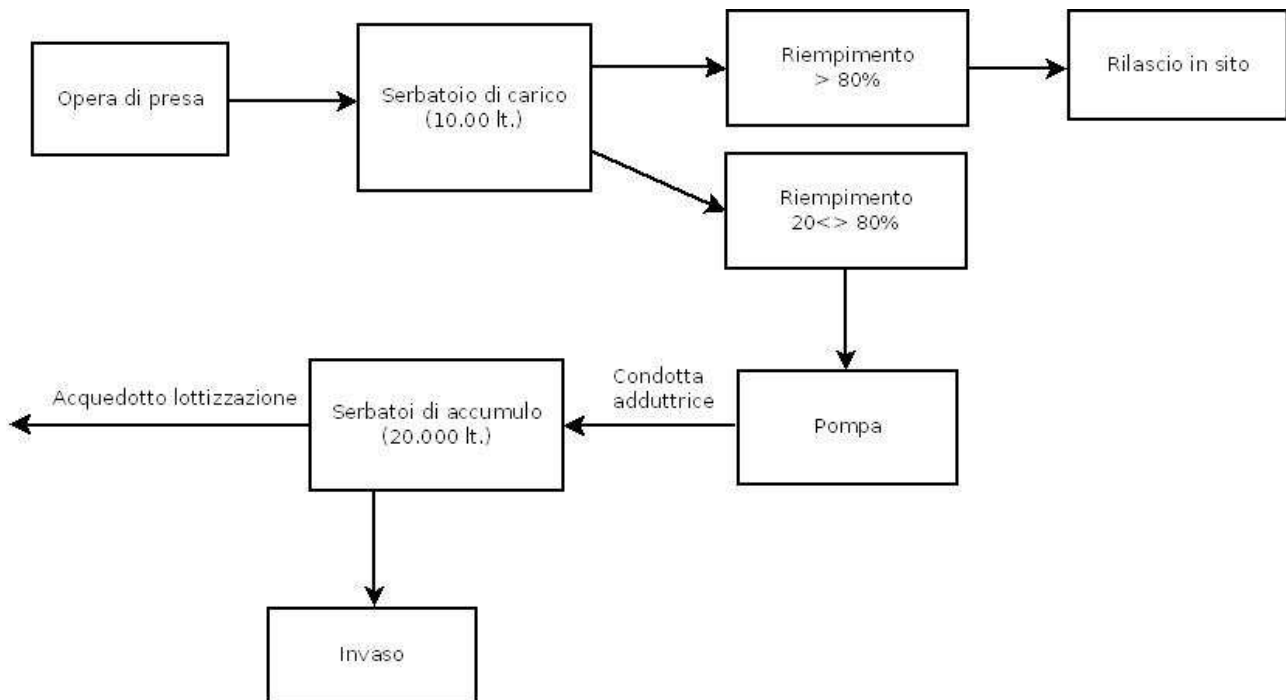 Opera di presa
Serbatoio di carico
(10.00 lt.)
Riempimento
> 80%
Rilascio in sito
Riempimento
20<> 80%
Acquedotto lottizzazione
Serbatoi di accumulo
(20.000 lt.)
Condotta
adduttrice
Pompa
Invaso